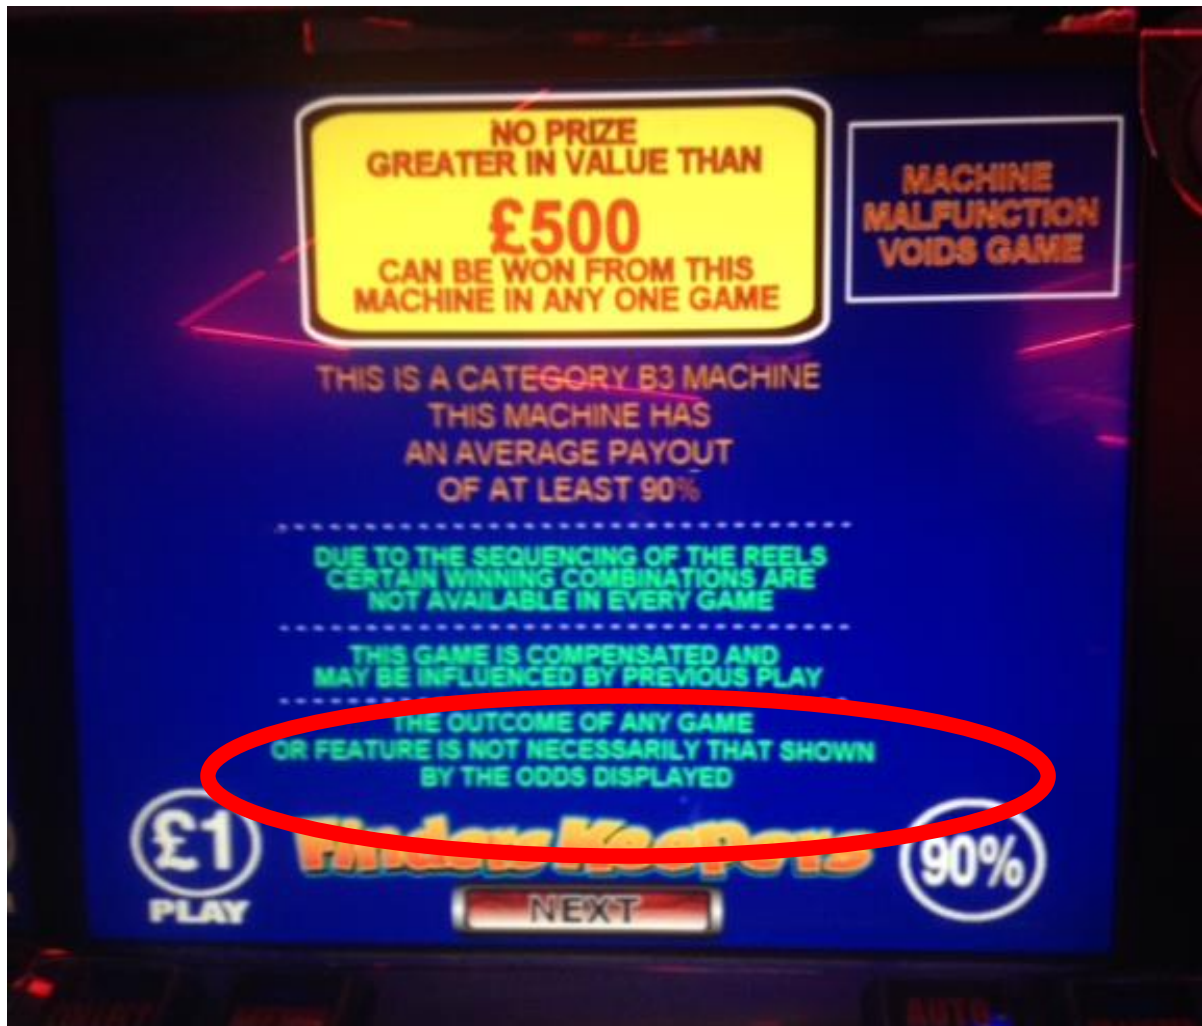 NO PRIZE
GREATER IN VALUE THAN
£500
CAN BE WON FROM THIS
MACHINE IN ANY ONE GAME
MACHINE
MALFUNCTION
VOIDS GAME
THIS IS A CATEGORY B3 MACHINE
THIS MACHINE HAS
AN AVERAGE PAYOUT
OF AT LEAST 90%
DUE TO THE SEQUENCING OF THE REELS
CERTAIN WINNING COMBINATIONS ARE
NOT AVAILABLE IN EVERY GAME
THIS GAME IS COMPENSATED AND
MAY BE INFLUENCED BY PREVIOUS PLAY
THE OUTCOME OF ANY GAME
OR FEATURE IS NOT NECESSARILY THAT SHOWN
BY THE ODDS DISPLAYED
£1
PLAY
Finders Keepers
90%
NEXT
AUTO